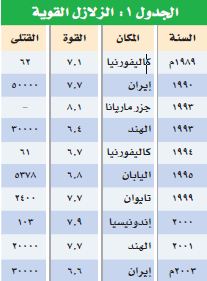 الجدول ١: الزلازل القوية
السنة المكان القوة القتلى
١٩٨٩م كاليفورنيا ٧,١ ٦٢
١٩٩٠ إيران ٧,٧ ٥٠٠٠٠
١٩٩٣ جزر ماريانا ٨,١ –
١٩٩٣ الهند ٦,٤ ٣٠٠٠٠
١٩٩٤ كاليفورنيا ٦,٧ ٦١
١٩٩٥ اليابان ٦,٨ ٥٣٧٨
١٩٩٩ تايوان ٧,٧ ٢٤٠٠
٢٠٠٠ إندونيسيا ٧,٩ ١٠٣
٢٠٠١ الهند ٧,٧ ٢٠٠٠٠
٢٠٠٣م إيران ٦,٦ ٣٠٠٠٠